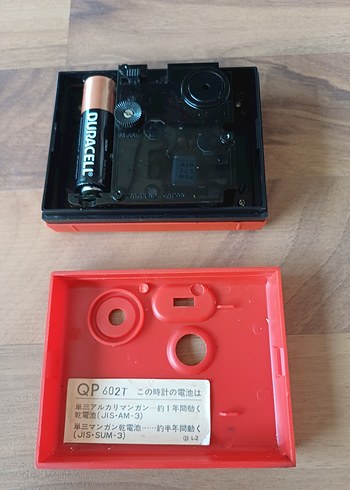 DURACELL
QP 602T この時計の電池は
単三アルカリマンガン…約1年間働く
乾電池(JIS・AM-3)
単三マンガン乾電池……約半年間働く
(JIS・SUM-3)